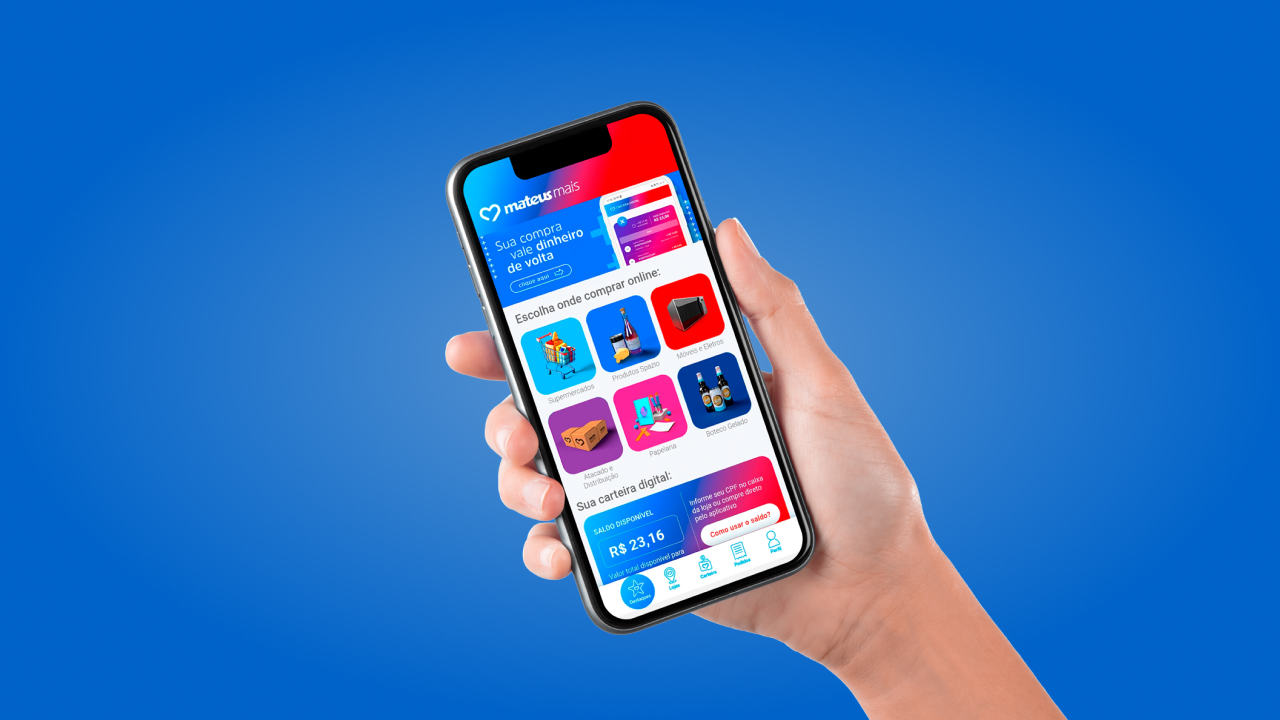 mateus mais
Sua compra
vale dinheiro
de volta
clique aqui
R$ 23,00
Escolha onde comprar online:
Supermercados
Produtos Spazio
Móveis e Eletros
Atacado e
Distribuição
Papelaria
Boteco Gelado
Sua carteira digital:
SALDO DISPONÍVEL
R$ 23,16
Valor total disponível para
Informe seu CPF no caixa
da loja ou compre direto
pelo aplicativo
Como usar o saldo?
Destaques
Lojas
Carteira
Pedidos
Perfil